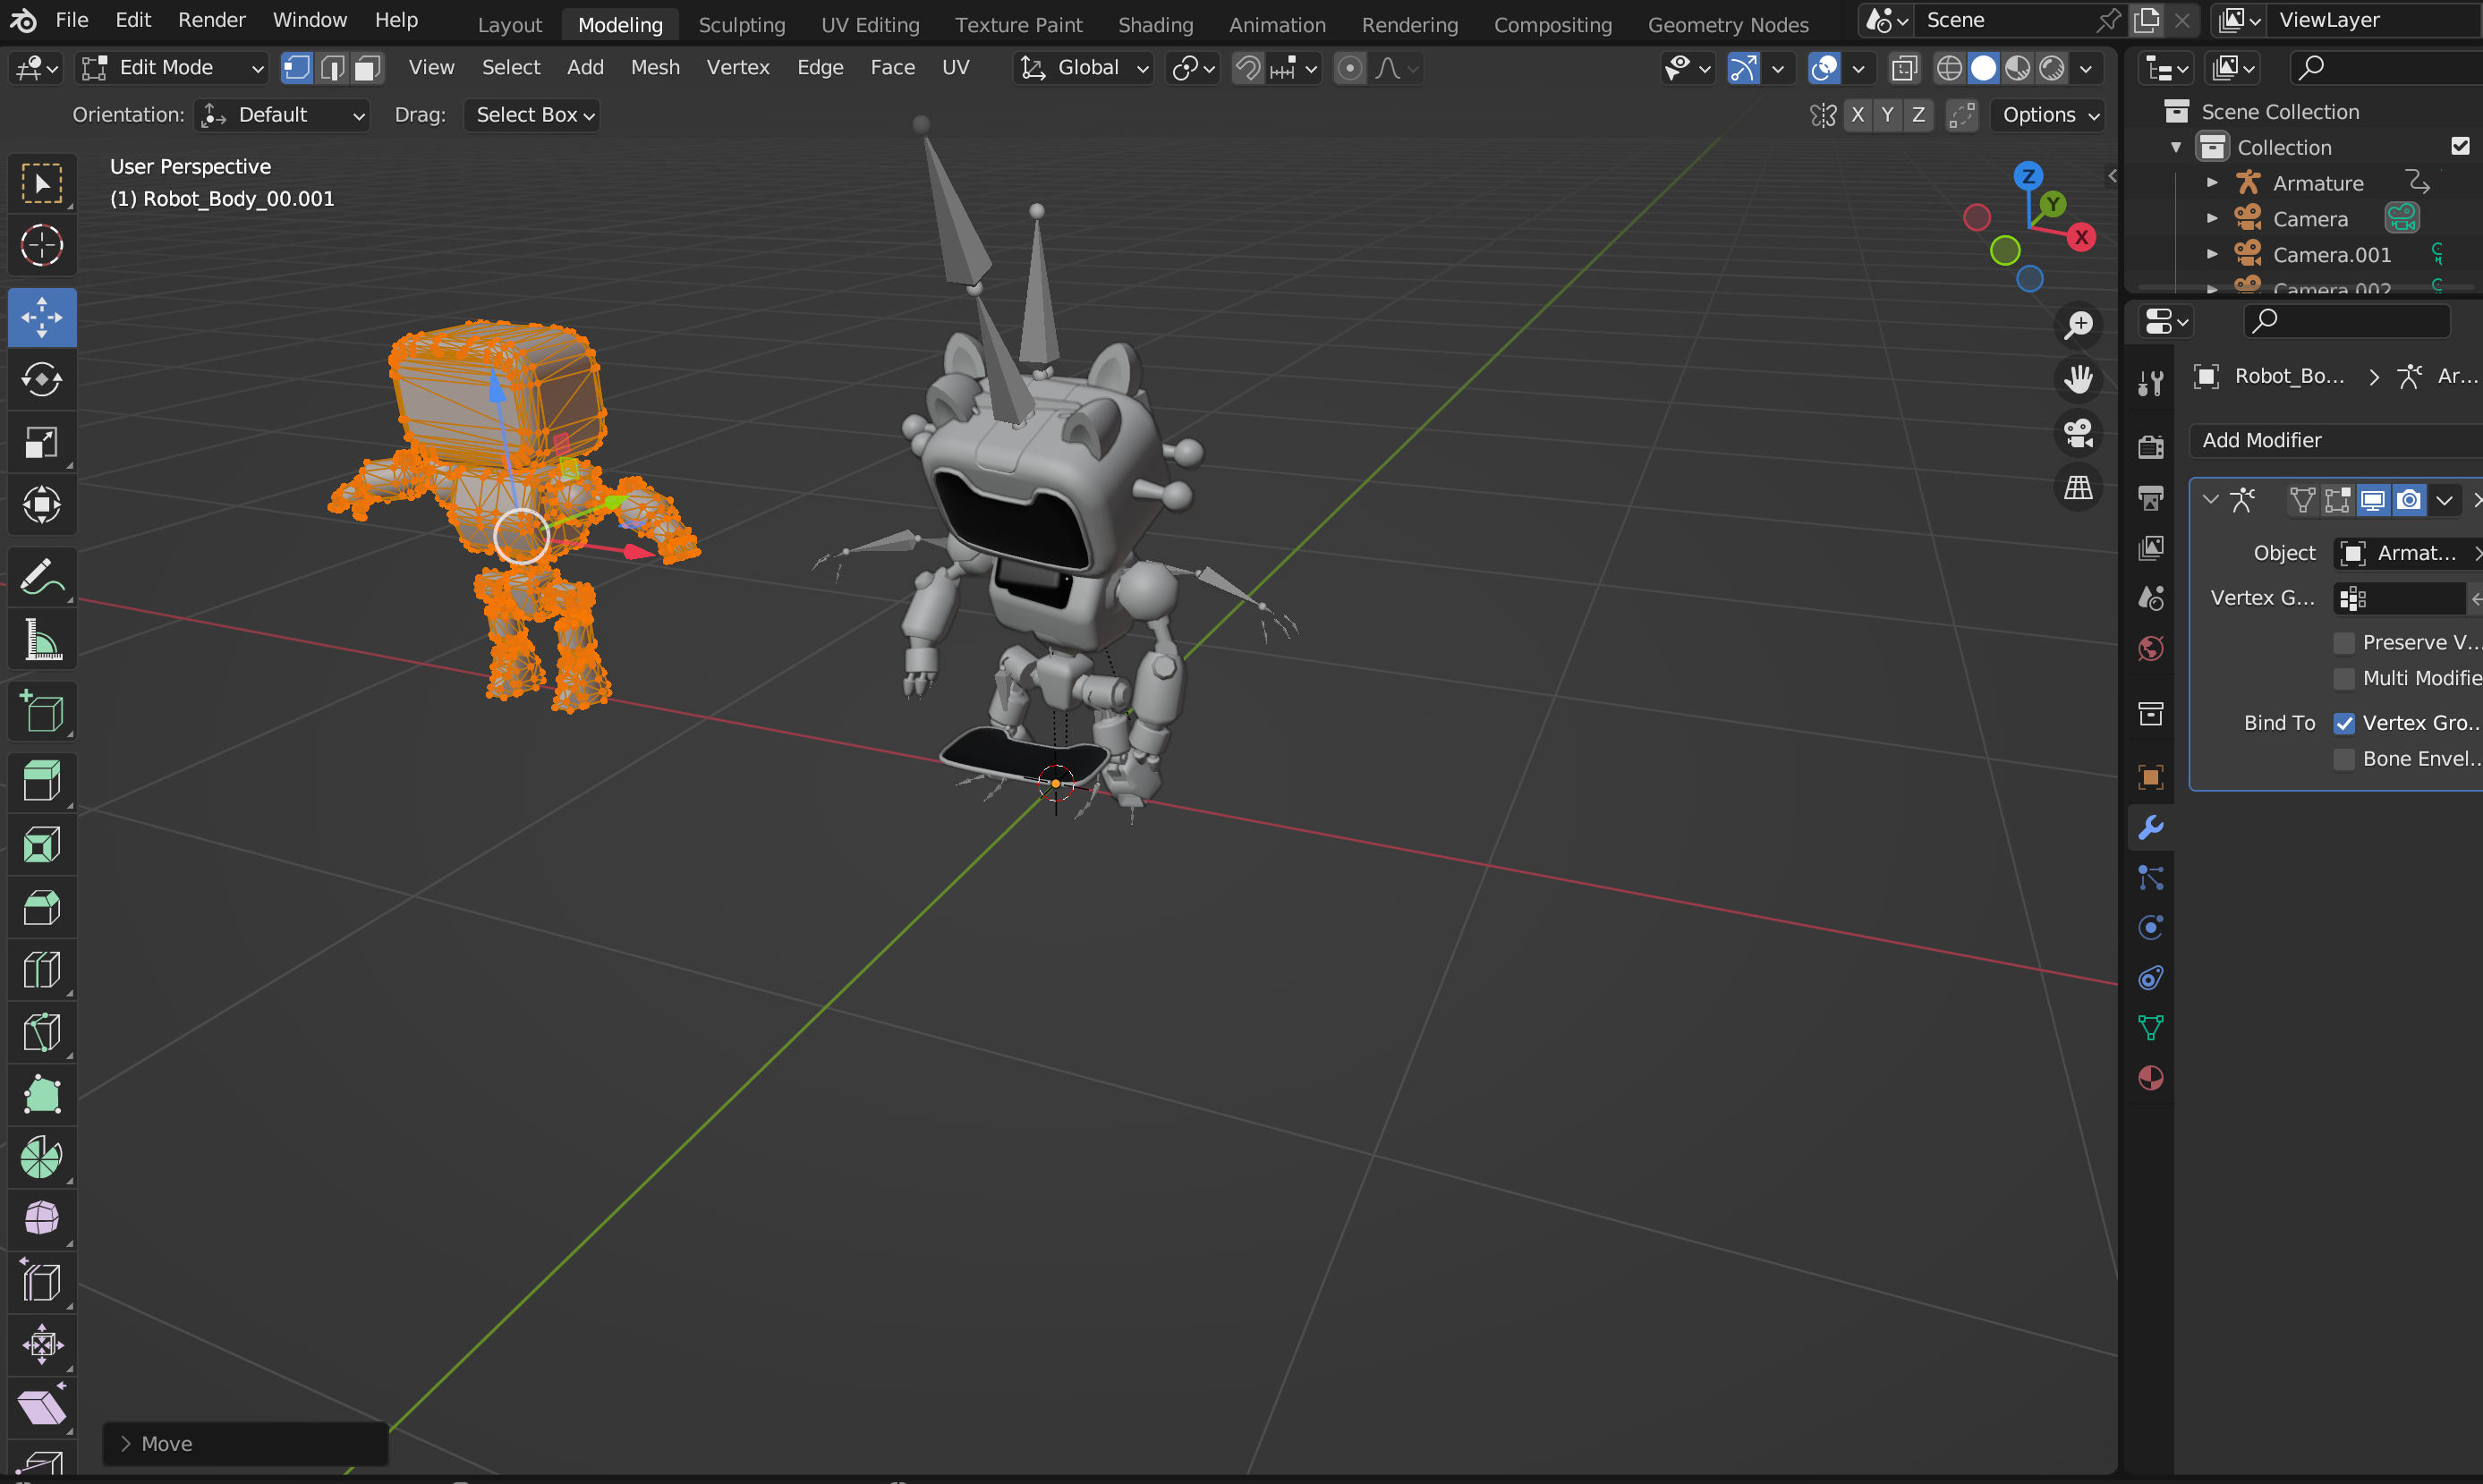 File Edit Render Window Help Layout Modeling Sculpting UV Editing Texture Paint Shading Animation Rendering Compositing Geometry Nodes Scene ViewLayer
Edit Mode View Select Add Mesh Vertex Edge Face UV Global
Orientation: Default Drag: Select Box X Y Z Options
User Perspective
(1) Robot_Body_00.001
Z
Y
X
Move
Scene Collection
Collection
Armature
Camera
Camera.001
Camera.002
Robot_Bo... > Ar...
Add Modifier
Object Armat...
Vertex G...
Preserve V...
Multi Modifie
Bind To Vertex Gro...
Bone Envel...